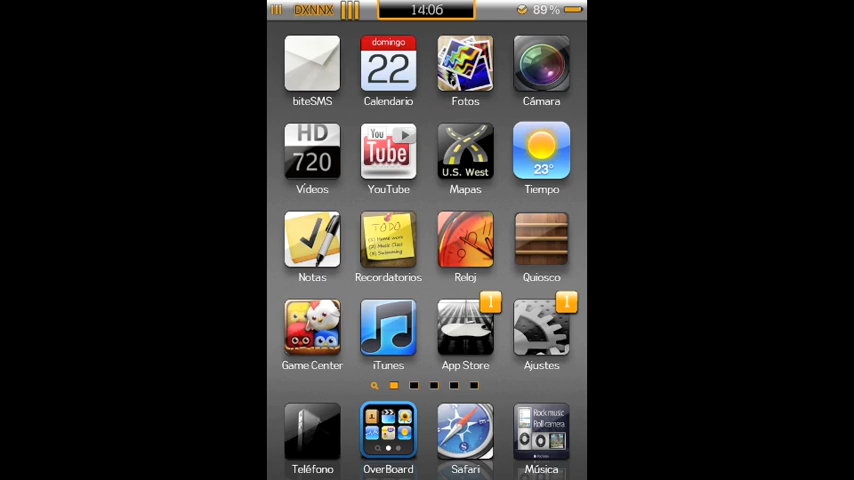 DXNNX 14:06 89%
domingo
22
biteSMS Calendario Fotos Cámara
HD
720
You
Tube
U.S. West
23°
Vídeos YouTube Mapas Tiempo
TODO
Notas Recordatorios Reloj Quiosco
1 1
Game Center iTunes App Store Ajustes
Rock music
Roll camera
Teléfono OverBoard Safari Música